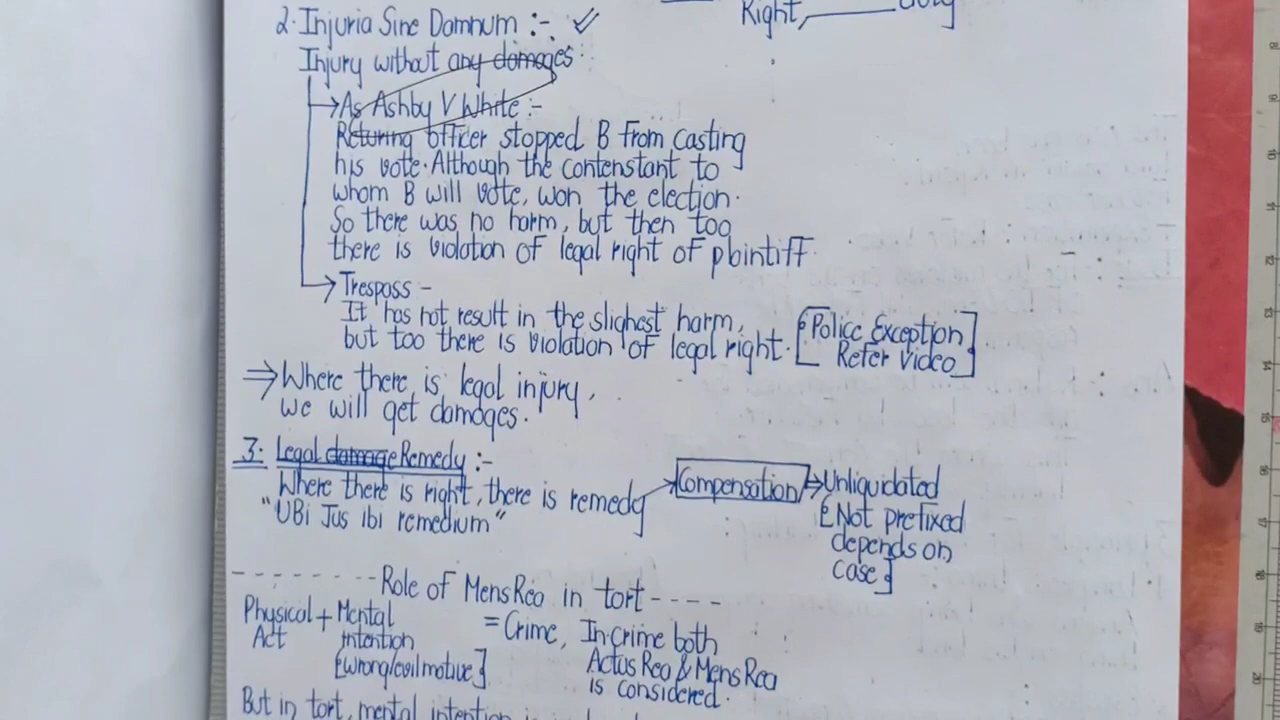 Right, Duty
2. Injuria Sine Damnum :-
Injury without any damages
→ As Ashby V White :-
Returing officer stopped B from casting
his vote. Although the contenstant to
whom B will vote, won the election.
So there was no harm, but then too
there is violation of legal right of plaintiff.
→ Trespass -
It has not result in the slighest harm,
but too there is violation of legal right. [Police Exception
Refer Video]
⇒ Where there is legal injury,
we will get damages.
3. Legal damage Remedy :-
Where there is right, there is remedy → Compensation → Unliquidated
"UBi Jus ibi remedium" [Not prefixed
depends on
case]
------- Role of Mens Rea in tort ----
Physical + Mental = Crime, In crime both
Act intention Actus Rea & Mens Rea
[wrong/evil motive] is considered.
But in tort, mental intention